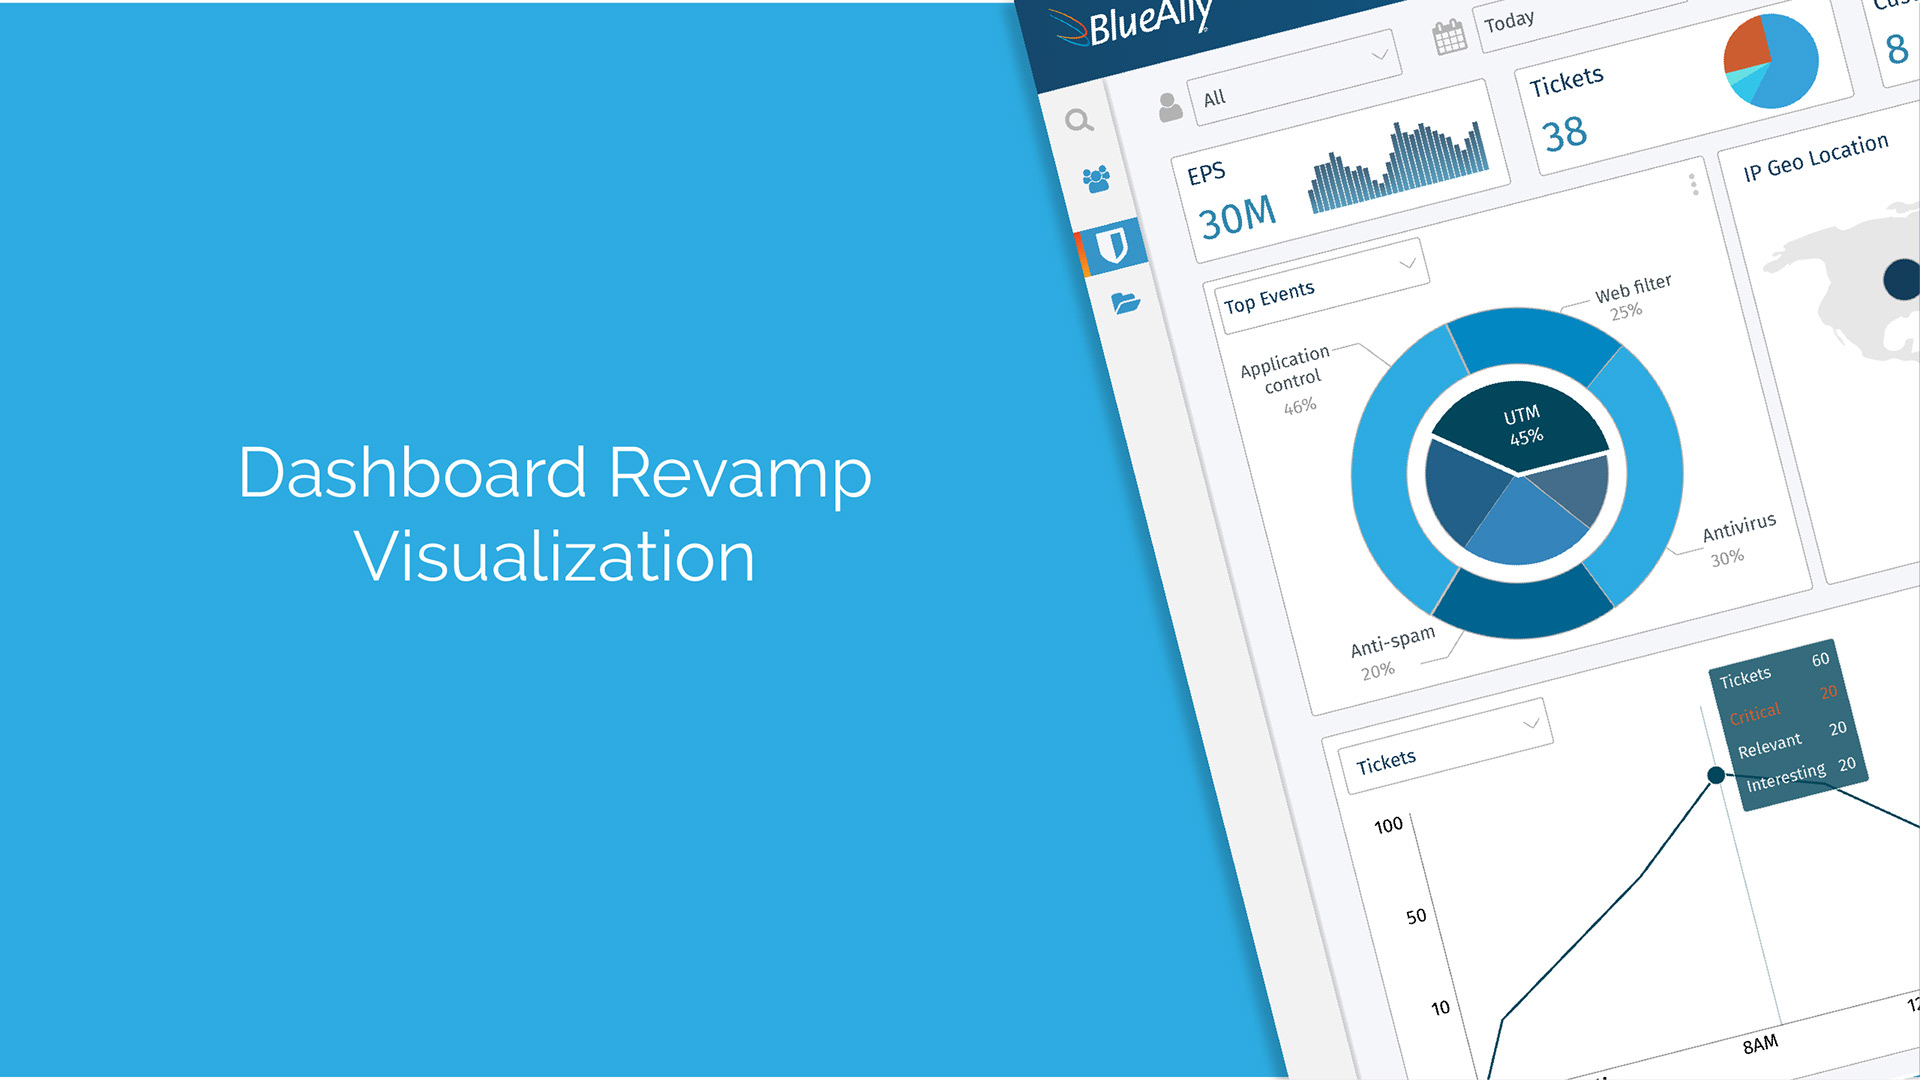 Dashboard Revamp
Visualization
BlueAlly
All
Today
EPS
30M
Tickets
38
8
IP Geo Location
Top Events
Web filter
25%
Application
control
46%
UTM
45%
Antivirus
30%
Anti-spam
20%
Tickets 60
Critical 20
Relevant 20
Interesting 20
Tickets
100
50
10
8AM